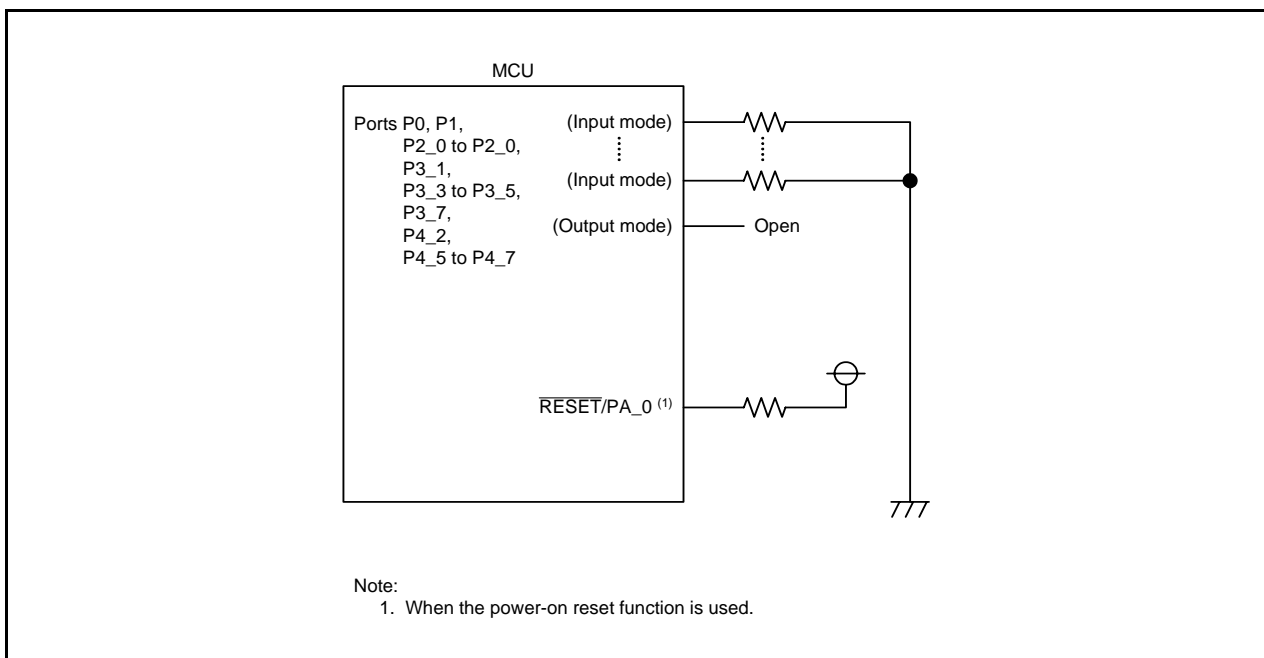 MCU
Ports P0, P1, (Input mode)
P2_0 to P2_0,
P3_1,
P3_3 to P3_5, (Input mode)
P3_7,
P4_2, (Output mode) Open
P4_5 to P4_7
RESET/PA_0 (1)
Note:
1. When the power-on reset function is used.